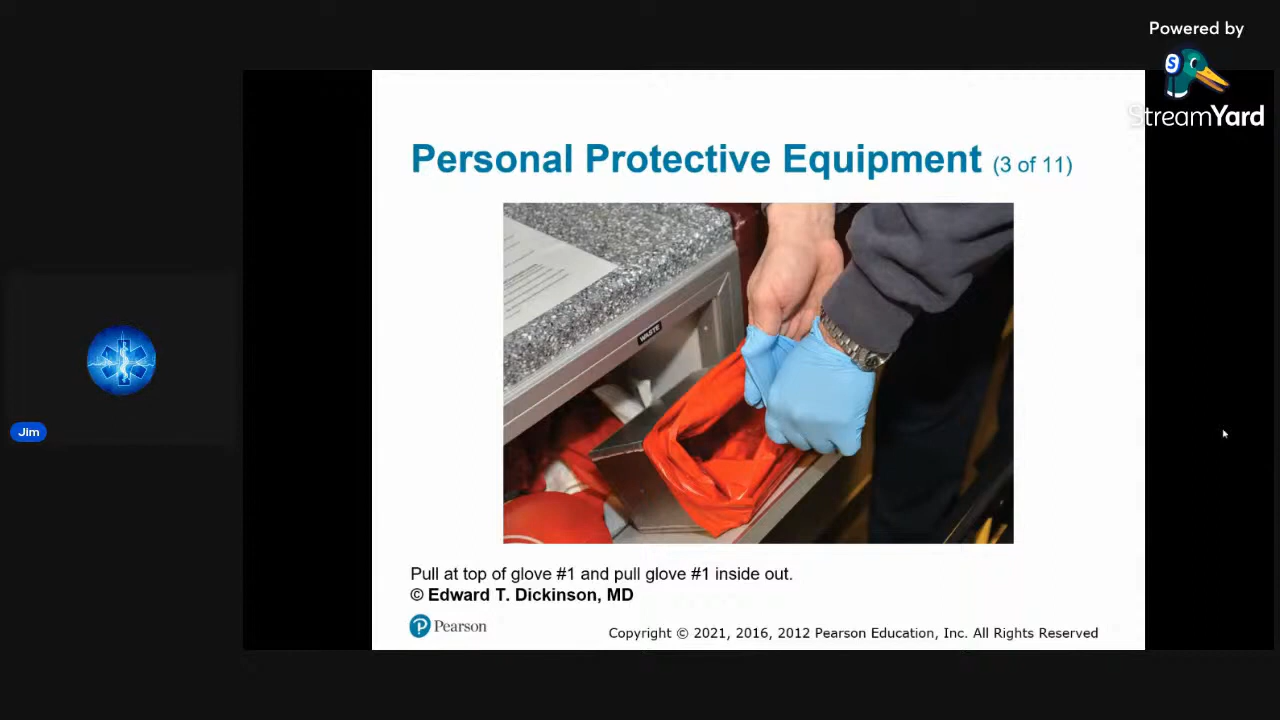 Powered by
S
StreamYard
Personal Protective Equipment (3 of 11)
WASTE
Jim
Pull at top of glove #1 and pull glove #1 inside out.
© Edward T. Dickinson, MD
P Pearson
Copyright © 2021, 2016, 2012 Pearson Education, Inc. All Rights Reserved